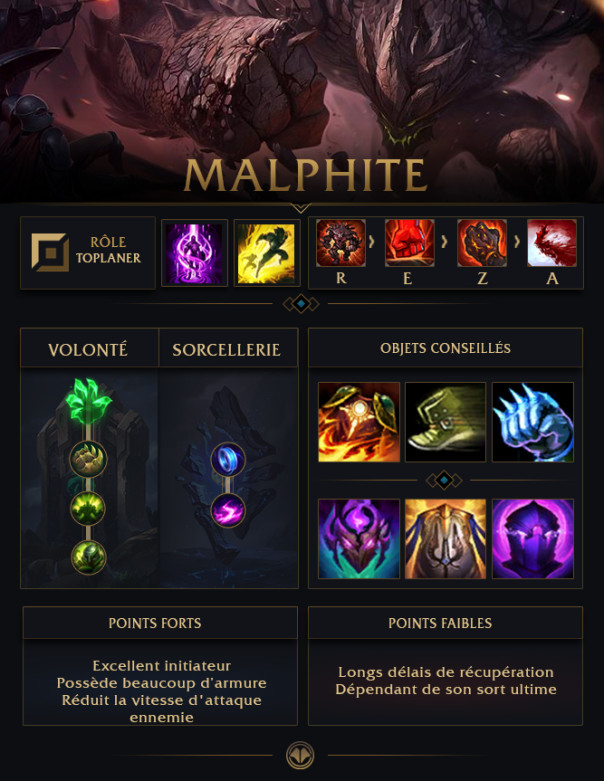 MALPHITE
RÔLE
TOPLANER
R
E
Z
A
VOLONTÉ
SORCELLERIE
OBJETS CONSEILLÉS
POINTS FORTS
Excellent initiateur
Possède beaucoup d'armure
Réduit la vitesse d'attaque
ennemie
POINTS FAIBLES
Longs délais de récupération
Dépendant de son sort ultime